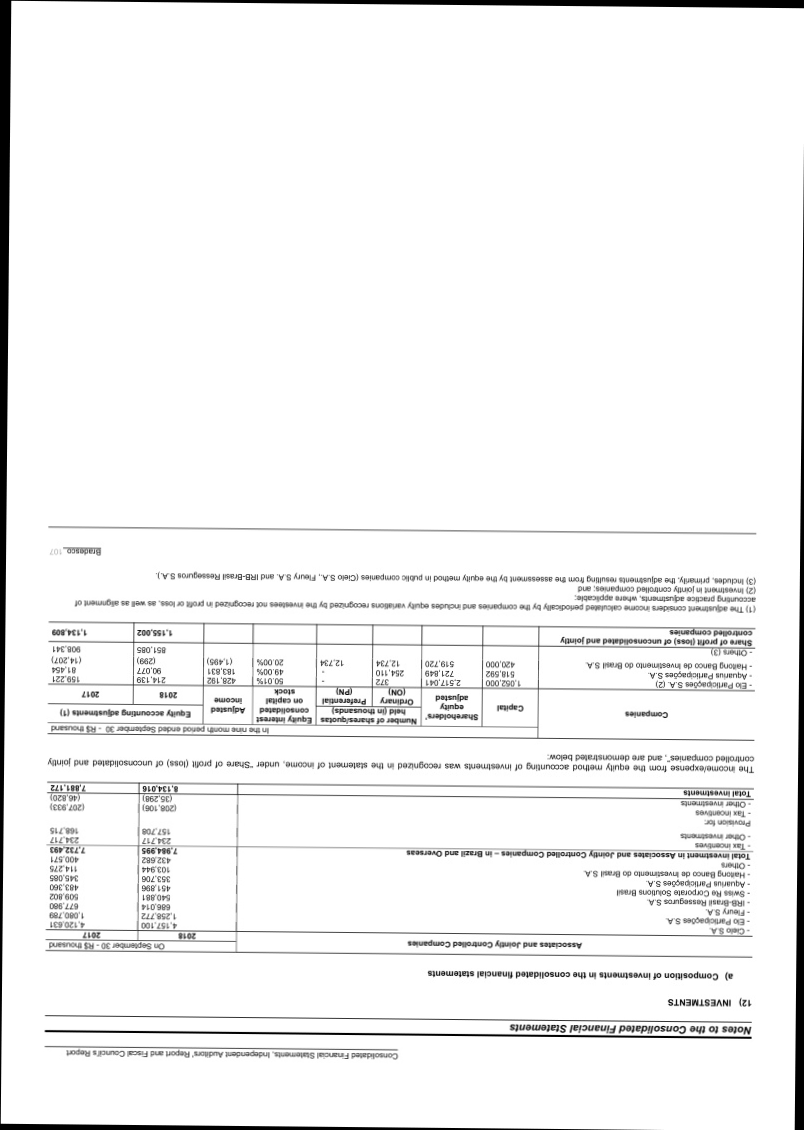 Consolidated Financial Statements, Independent Auditors' Report and Fiscal Council's Report
Notes to the Consolidated Financial Statements
12) INVESTMENTS
a) Composition of investments in the consolidated financial statements
Associates and Jointly Controlled Companies On September 30 - R$ thousand
2018 2017
- Cielo S.A. 4,157,100 4,120,631
- Elo Participações S.A. 1,258,772 1,080,789
- Fleury S.A. 686,014 677,980
- IRB-Brasil Resseguros S.A. 540,881 509,802
- Swiss Re Corporate Solutions Brasil 461,896 483,360
- Aquarius Participações S.A. 353,706 345,085
- Haitong Banco de Investimento do Brasil S.A. 103,944 114,275
- Others 432,682 400,571
Total investment in Associates and Jointly Controlled Companies – in Brazil and Overseas 7,984,995 7,732,493
- Tax incentives 234,717 234,717
- Other investments 157,708 168,715
Provision for:
- Tax incentives (208,106) (207,933)
- Other investments (35,298) (46,820)
Total investments 8,134,016 7,881,172
The income/expense from the equity method accounting of investments was recognized in the statement of income, under "Share of profit (loss) of unconsolidated and jointly
controlled companies", and are demonstrated below:
In the nine month period ended September 30 - R$ thousand
Companies Capital Shareholders' equity adjusted Number of shares/quotas held (in thousands) Equity interest consolidated on capital stock Adjusted income Equity accounting adjustments (1)
Ordinary (ON) Preferential (PN) 2018 2017
- Elo Participações S.A. (2) 1,052,000 2,517,041 372 - 50.01% 428,192 214,139 159,221
- Aquarius Participações S.A. 518,592 721,849 254,110 - 49.00% 183,831 90,077 81,454
- Haitong Banco de Investimento do Brasil S.A. 420,000 519,720 12,734 12,734 20.00% (1,495) (299) (14,207)
- Others (3) 851,085 908,341
Share of profit (loss) of unconsolidated and jointly
controlled companies 1,155,002 1,134,809
(1) The adjustment considers income calculated periodically by the companies and includes equity variations recognized by the investees not recognized in profit or loss, as well as alignment of
accounting practice adjustments, where applicable;
(2) Investment in jointly controlled companies; and
(3) Includes, primarily, the adjustments resulting from the assessment by the equity method in public companies (Cielo S.A., Fleury S.A. and IRB-Brasil Resseguros S.A.).
Bradesco 107